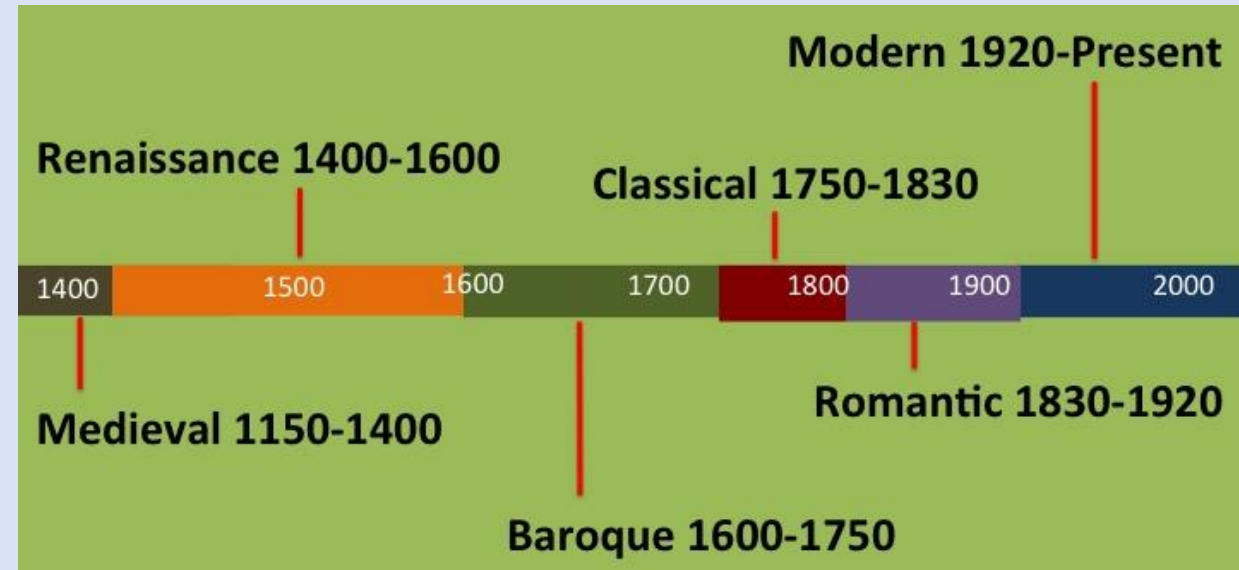 Modern 1920-Present
Renaissance 1400-1600
Classical 1750-1830
1400 1500 1600 1700 1800 1900 2000
Romantic 1830-1920
Medieval 1150-1400
Baroque 1600-1750